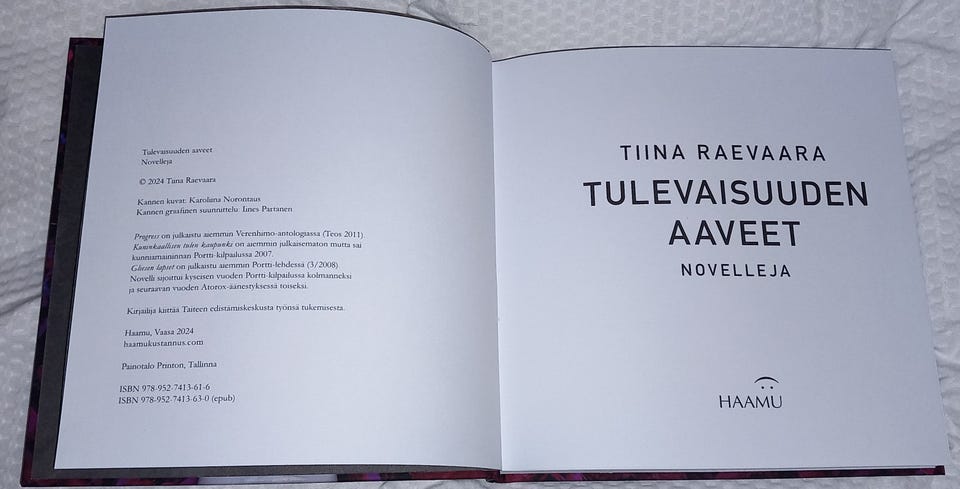 Tulevaisuuden aaveet
Novelleja
© 2024 Tiina Raevaara
Kannen kuvat: Karoliina Norontaus
Kannen graafinen suunnittelu: Iines Partanen
Progress on julkaistu aiemmin Verenhimo-antologiassa (Teos 2011).
Kuninkaallisen tulen kaupunki on aiemmin julkaisematon mutta sai
kunniamaininnan Portti-kilpailussa 2007.
Gliesen lapset on julkaistu aiemmin Portti-lehdessä (3/2008)
Novelli sijoittui kyseisen vuoden Portti-kilpailussa kolmanneksi
ja seuraavan vuoden Atorox-äänestyksessä toiseksi.
Kirjailija kiittää Taiteen edistämiskeskusta työnsä tukemisesta.
Haamu, Vaasa 2024
haamukustannus.com
Painotalo Printon, Tallinna
ISBN 978-952-7413-61-6
ISBN 978-952-7413-63-0 (epub)
TIINA RAEVAARA
TULEVAISUUDEN
AAVEET
NOVELLEJA
HAAMU